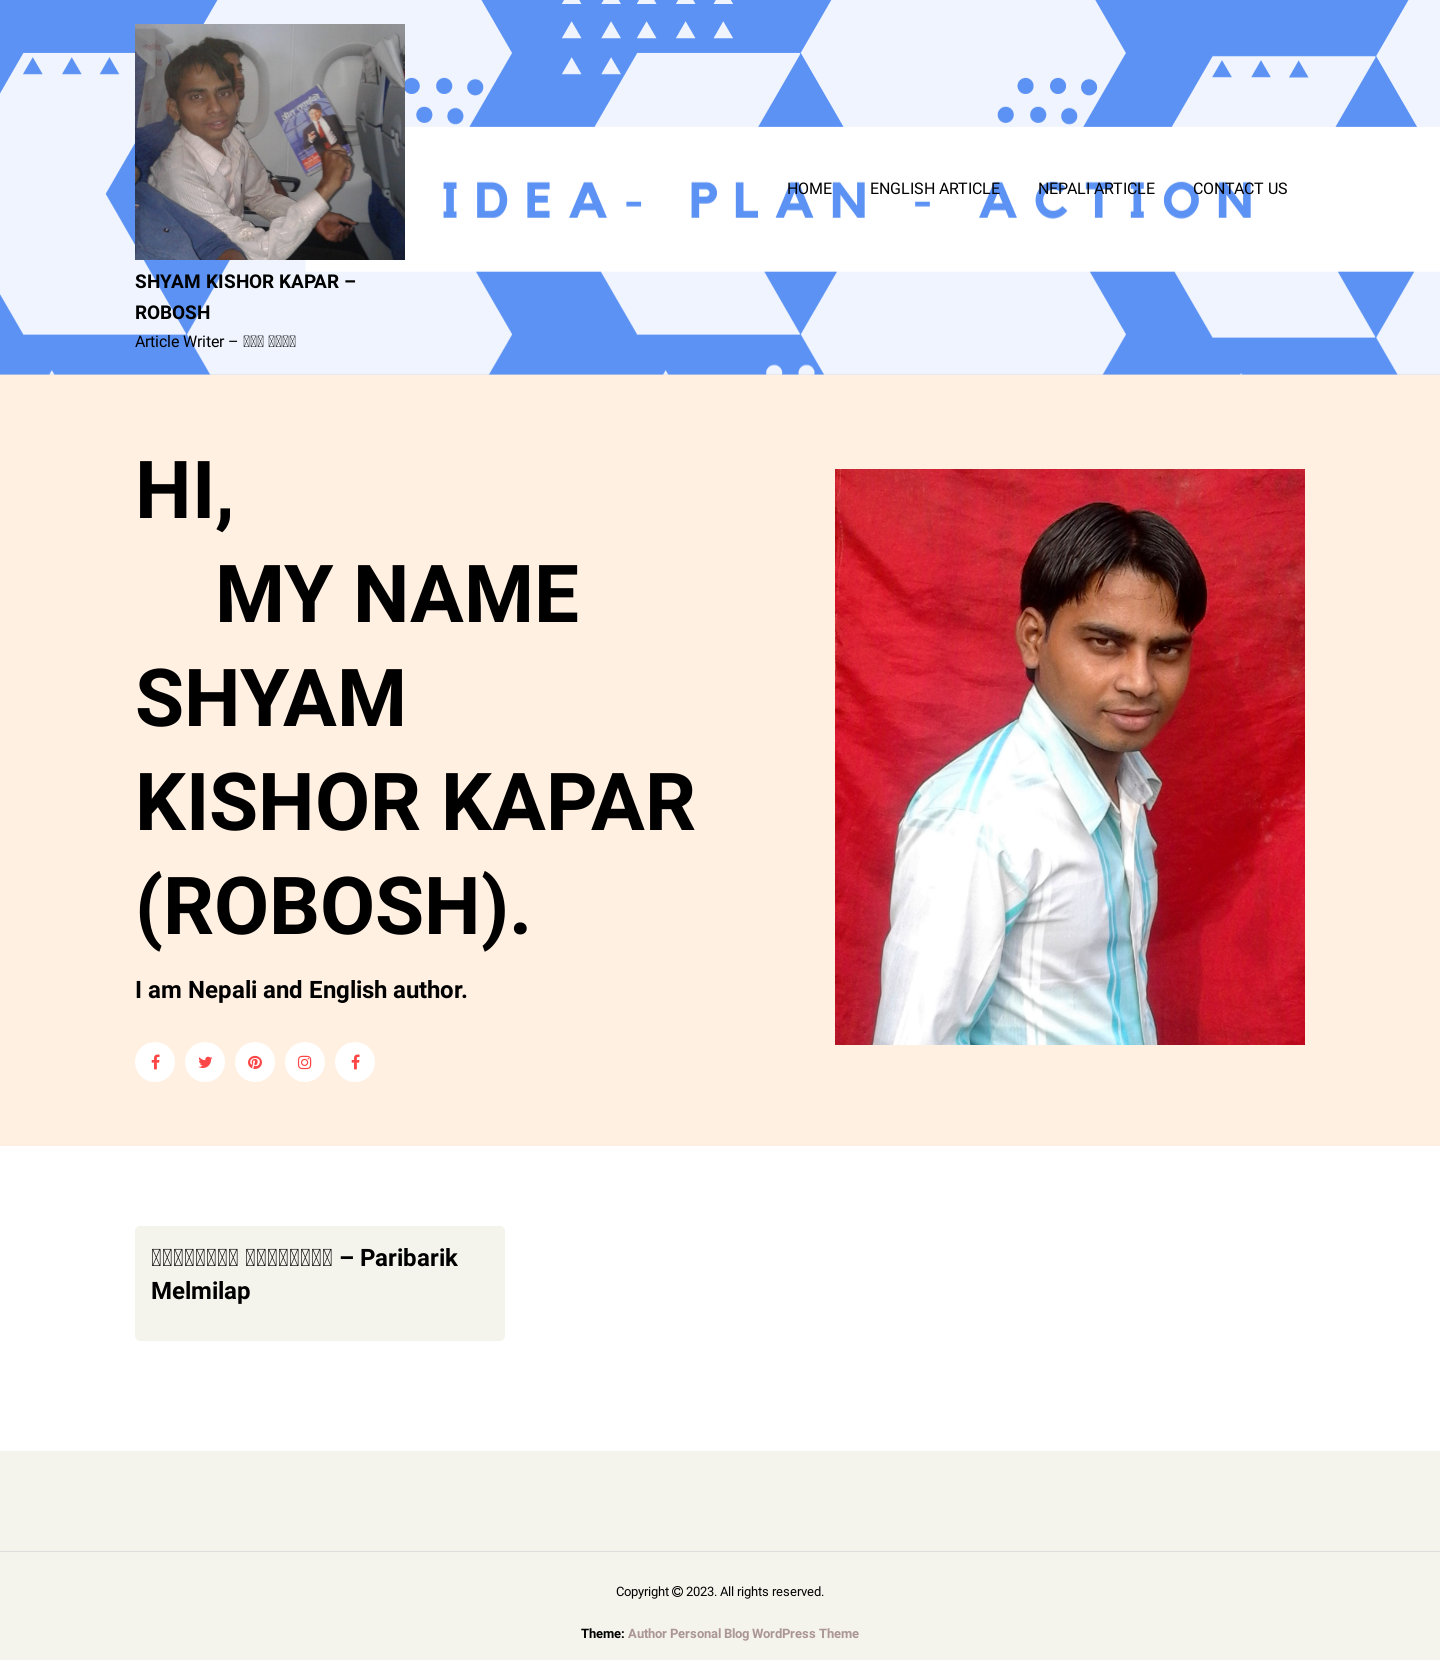 IDEA- PLAN - ACTION
HOME
ENGLISH ARTICLE
NEPALI ARTICLE
CONTACT US
SHYAM KISHOR KAPAR –
ROBOSH
Article Writer –
HI,
MY NAME
SHYAM
KISHOR KAPAR
(ROBOSH).
I am Nepali and English author.
– Paribarik
Melmilap
Copyright © 2023. All rights reserved.
Theme: Author Personal Blog WordPress Theme